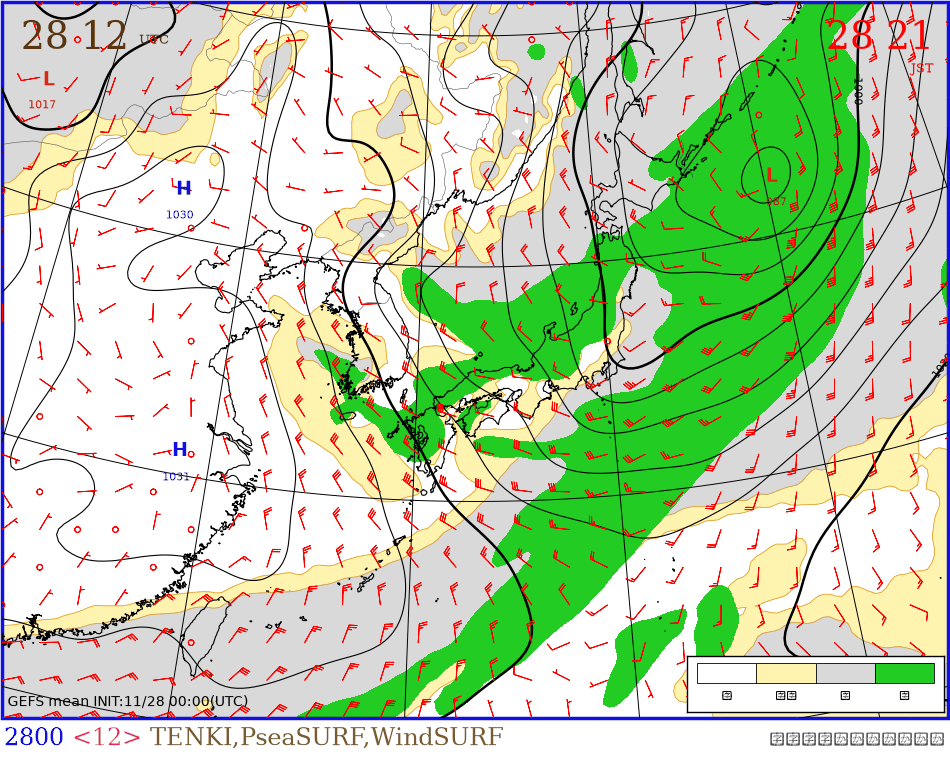 28 12 UTC
28 21 JST
L
1017
1000
H
1030
L
H
1031
GEFS mean INIT:11/28 00:00(UTC)
2800 <12> TENKI,PseaSURF,WindSURF